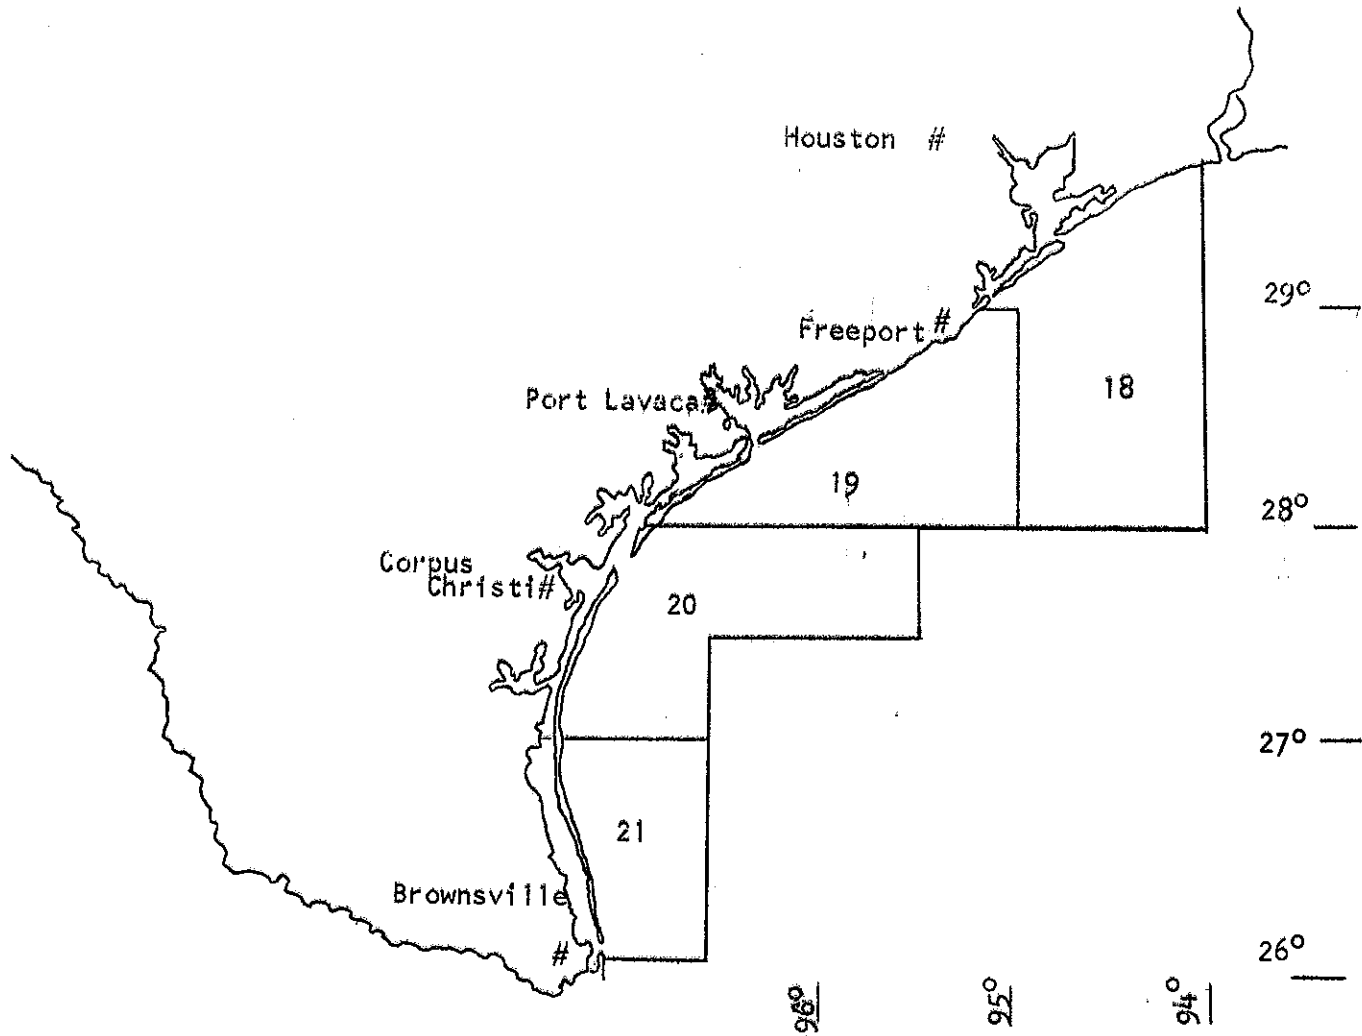 Houston #
29°
Freeport #
18
Port Lavaca #
19
28°
Corpus
Christi #
20
27°
21
Brownsville
#
26°
96°
95°
94°